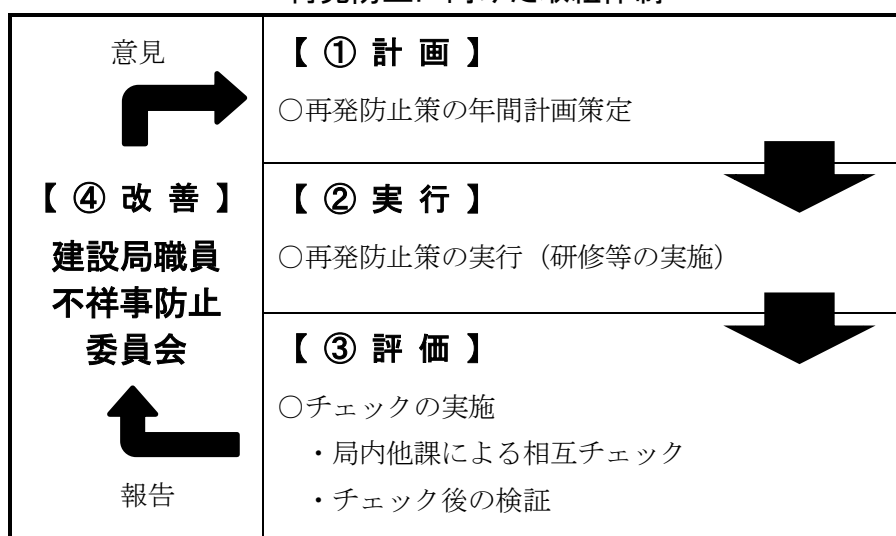 意見
【 ④ 改 善 】
建設局職員
不祥事防止
委員会
報告
【 ① 計 画 】
○再発防止策の年間計画策定
【 ② 実 行 】
○再発防止策の実行（研修等の実施）
【 ③ 評 価 】
○チェックの実施
・局内他課による相互チェック
・チェック後の検証